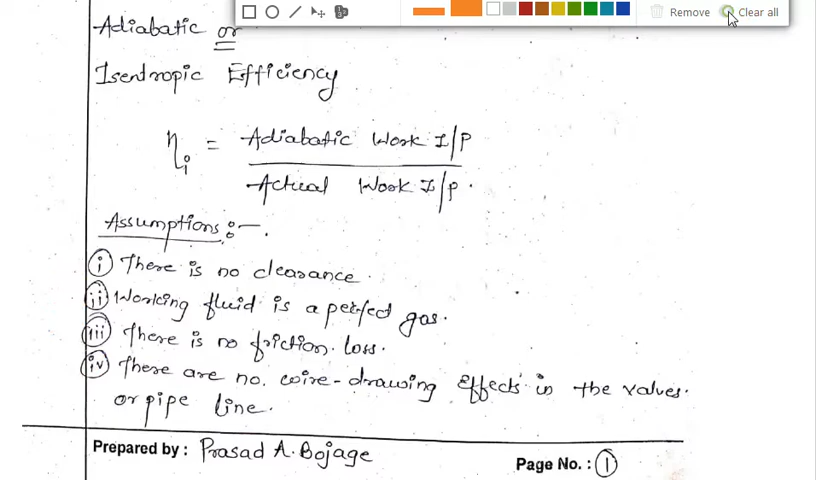 Remove Clear all
Adiabatic or
Isentropic Efficiency
ηi = Adiabatic Work I/P
Actual Work I/P.
Assumptions :-
(i) There is no clearance.
(ii) Working fluid is a perfect gas.
(iii) There is no friction loss.
(iv) There are no. wire-drawing effects in the valves.
or pipe line.
Prepared by : Prasad A. Bojage
Page No. : 1